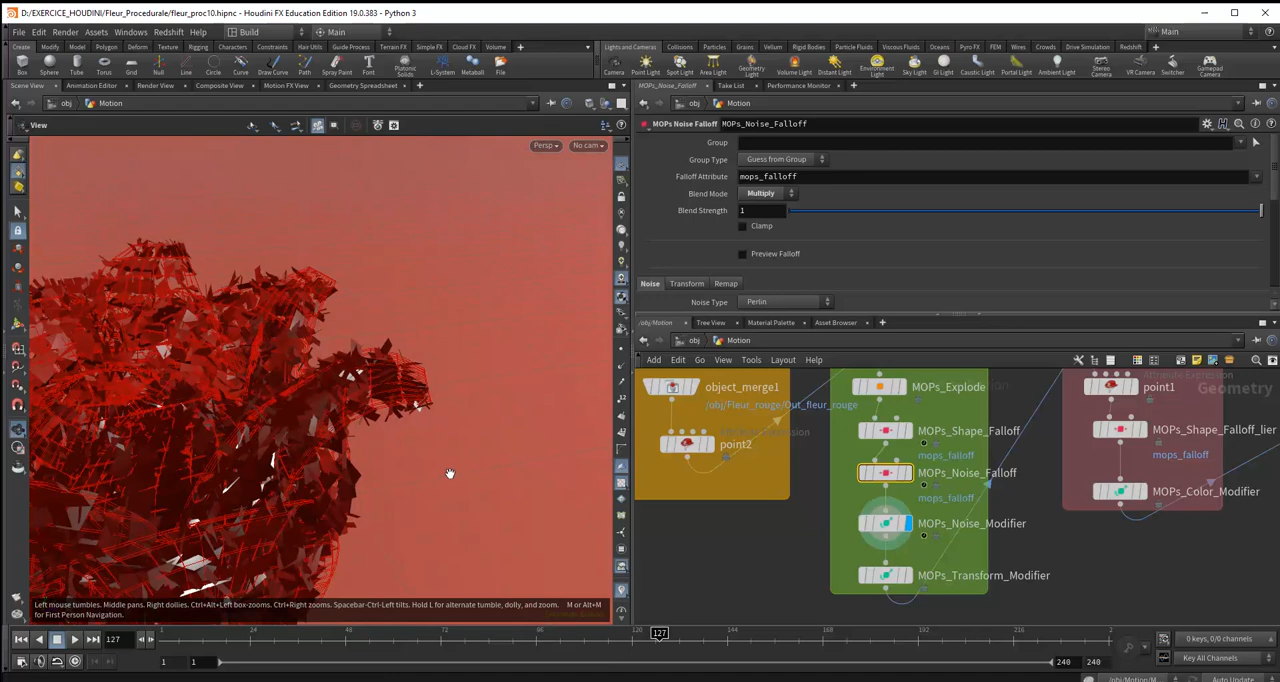 D:/EXERCICE_HOUDINI/Fleur_Procedurale/fleur_proc10.hipnc - Houdini FX Education Edition 19.0.383 - Python 3
File Edit Render Assets Windows Redshift Help Build Main Main
Create Modify Model Polygon Deform Texture Rigging Characters Constraints Hair Utils Guide Process Terrain FX Simple FX Cloud FX Volume
Lights and Cameras Collisions Particles Grains Vellum Rigid Bodies Particle Fluids Viscous Fluids Oceans Pyro FX FEM Wires Crowds Drive Simulation Redshift
Box Sphere Tube Torus Grid Null Line Circle Curve Draw Curve Path Spray Paint Font Platonic Solids L-System Metaball File
Camera Point Light Spot Light Area Light Geometry Light Volume Light Distant Light Environment Light Sky Light GI Light Caustic Light Portal Light Ambient Light Stereo Camera VR Camera Switcher Gamepad Camera
Scene View Animation Editor Render View Composite View Motion FX View Geometry Spreadsheet
obj Motion
View
Persp No cam
Left mouse tumbles. Middle pans. Right dollies. Ctrl+Alt+Left box-zooms. Ctrl+Right zooms. Spacebar-Ctrl-Left tilts. Hold L for alternate tumble, dolly, and zoom. M or Alt+M
for First Person Navigation.
MOPs_Noise_Falloff Take List Performance Monitor
obj Motion
MOPs Noise Falloff MOPs_Noise_Falloff
Group
Group Type Guess from Group
Falloff Attribute mops_falloff
Blend Mode Multiply
Blend Strength 1
Clamp
Preview Falloff
Noise Transform Remap
Noise Type Perlin
/obj/Motion Tree View Material Palette Asset Browser
obj Motion
Add Edit Go View Tools Layout Help
Geometry
object_merge1
/obj/Fleur_rouge/Out_fleur_rouge
point2
MOPs_Explode
MOPs_Shape_Falloff
mops_falloff
MOPs_Noise_Falloff
mops_falloff
MOPs_Noise_Modifier
MOPs_Transform_Modifier
point1
MOPs_Shape_Falloff_lier
mops_falloff
MOPs_Color_Modifier
127 1 24 48 72 96 120 127 144 168 192 216 2
0 keys, 0/0 channels
1 1 240 240 Key All Channels
/obj/Motion/M... Auto Update